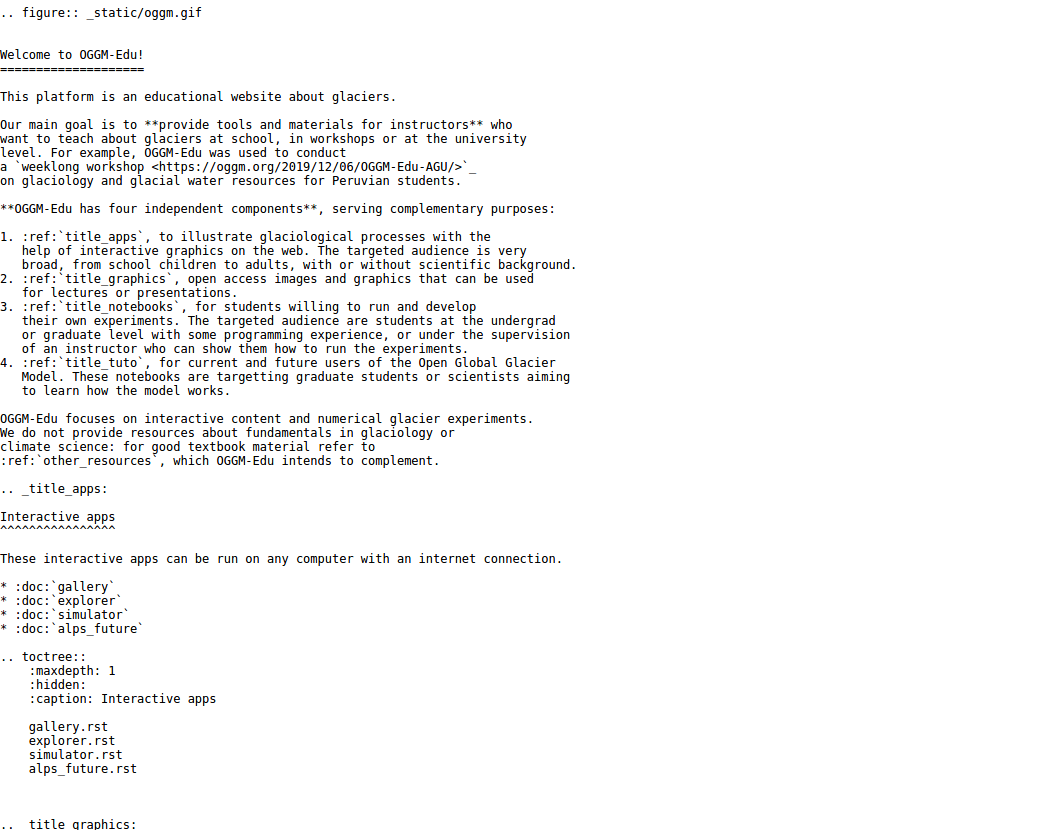 .. figure:: _static/oggm.gif
Welcome to OGGM-Edu!
====================
This platform is an educational website about glaciers.
Our main goal is to **provide tools and materials for instructors** who
want to teach about glaciers at school, in workshops or at the university
level. For example, OGGM-Edu was used to conduct
a `weeklong workshop <https://oggm.org/2019/12/06/OGGM-Edu-AGU/>`_
on glaciology and glacial water resources for Peruvian students.
**OGGM-Edu has four independent components**, serving complementary purposes:
1. :ref:`title_apps`, to illustrate glaciological processes with the
   help of interactive graphics on the web. The targeted audience is very
   broad, from school children to adults, with or without scientific background.
2. :ref:`title_graphics`, open access images and graphics that can be used
   for lectures or presentations.
3. :ref:`title_notebooks`, for students willing to run and develop
   their own experiments. The targeted audience are students at the undergrad
   or graduate level with some programming experience, or under the supervision
   of an instructor who can show them how to run the experiments.
4. :ref:`title_tuto`, for current and future users of the Open Global Glacier
   Model. These notebooks are targetting graduate students or scientists aiming
   to learn how the model works.
OGGM-Edu focuses on interactive content and numerical glacier experiments.
We do not provide resources about fundamentals in glaciology or
climate science: for good textbook material refer to
:ref:`other_resources`, which OGGM-Edu intends to complement.
.. _title_apps:
Interactive apps
^^^^^^^^^^^^^^^^
These interactive apps can be run on any computer with an internet connection.
* :doc:`gallery`
* :doc:`explorer`
* :doc:`simulator`
* :doc:`alps_future`
.. toctree::
    :maxdepth: 1
    :hidden:
    :caption: Interactive apps
    gallery.rst
    explorer.rst
    simulator.rst
    alps_future.rst
.. _title_graphics: